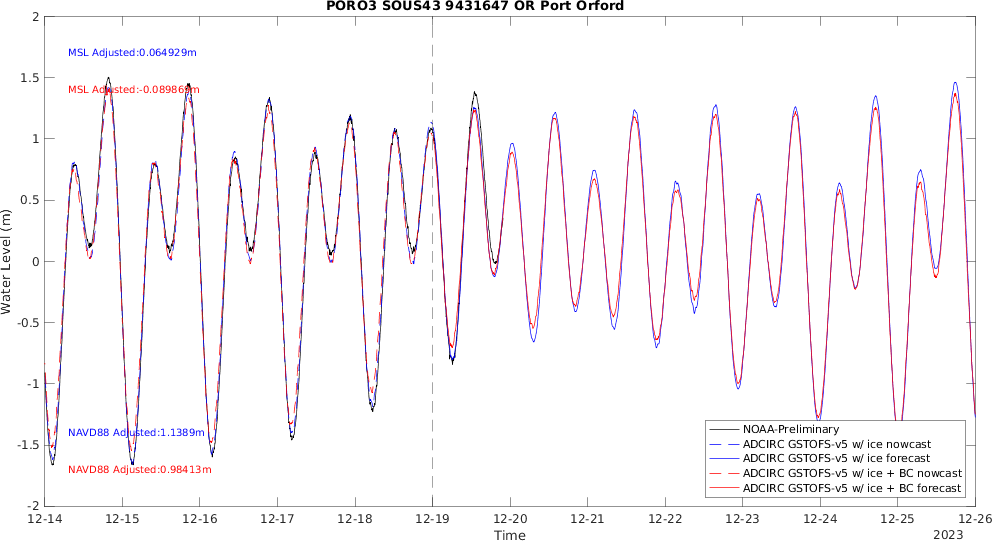 PORO3 SOUS43 9431647 OR Port Orford
MSL Adjusted:0.064929m
MSL Adjusted:-0.089869m
NAVD88 Adjusted:1.1389m
NAVD88 Adjusted:0.98413m
Water Level (m)
2
1.5
1
0.5
0
-0.5
-1
-1.5
-2
NOAA-Preliminary
ADCIRC GSTOFS-v5 w/ ice nowcast
ADCIRC GSTOFS-v5 w/ ice forecast
ADCIRC GSTOFS-v5 w/ ice + BC nowcast
ADCIRC GSTOFS-v5 w/ ice + BC forecast
12-14 12-15 12-16 12-17 12-18 12-19 12-20 12-21 12-22 12-23 12-24 12-25 12-26
Time
2023